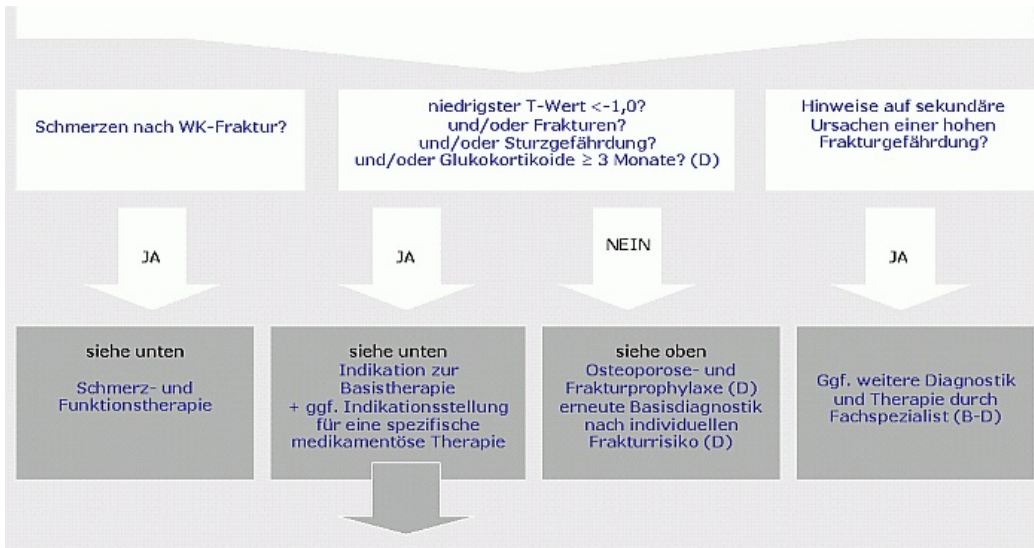 Schmerzen nach WK-Fraktur?
niedrigster T-Wert <-1,0?
und/oder Frakturen?
und/oder Sturzgefährdung?
und/oder Glukokortikoide ≥ 3 Monate? (D)
Hinweise auf sekundäre
Ursachen einer hohen
Frakturgefährdung?
JA
JA
NEIN
JA
siehe unten
Schmerz- und
Funktionstherapie
siehe unten
Indikation zur
Basistherapie
+ ggf. Indikationsstellung
für eine spezifische
medikamentöse Therapie
siehe oben
Osteoporose- und
Frakturprophylaxe (D)
erneute Basisdiagnostik
nach individuellen
Frakturrisiko (D)
Ggf. weitere Diagnostik
und Therapie durch
Fachspezialist (B-D)